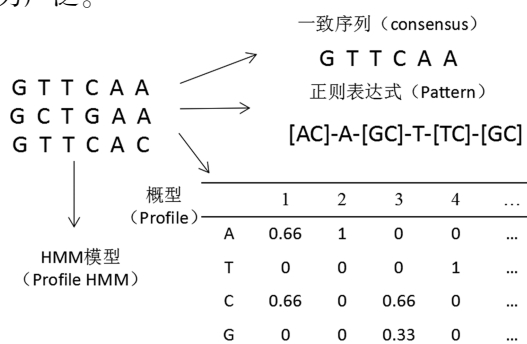 一致序列（consensus）
G T T C A A
正则表达式（Pattern）
[AC]-A-[GC]-T-[TC]-[GC]
G T T C A A
G C T G A A
G T T C A C
概型
（Profile）
1 2 3 4 …
A 0.66 1 0 0 …
T 0 0 0 1 …
C 0.66 0 0.66 0 …
G 0 0 0.33 0 …
HMM模型
（Profile HMM）